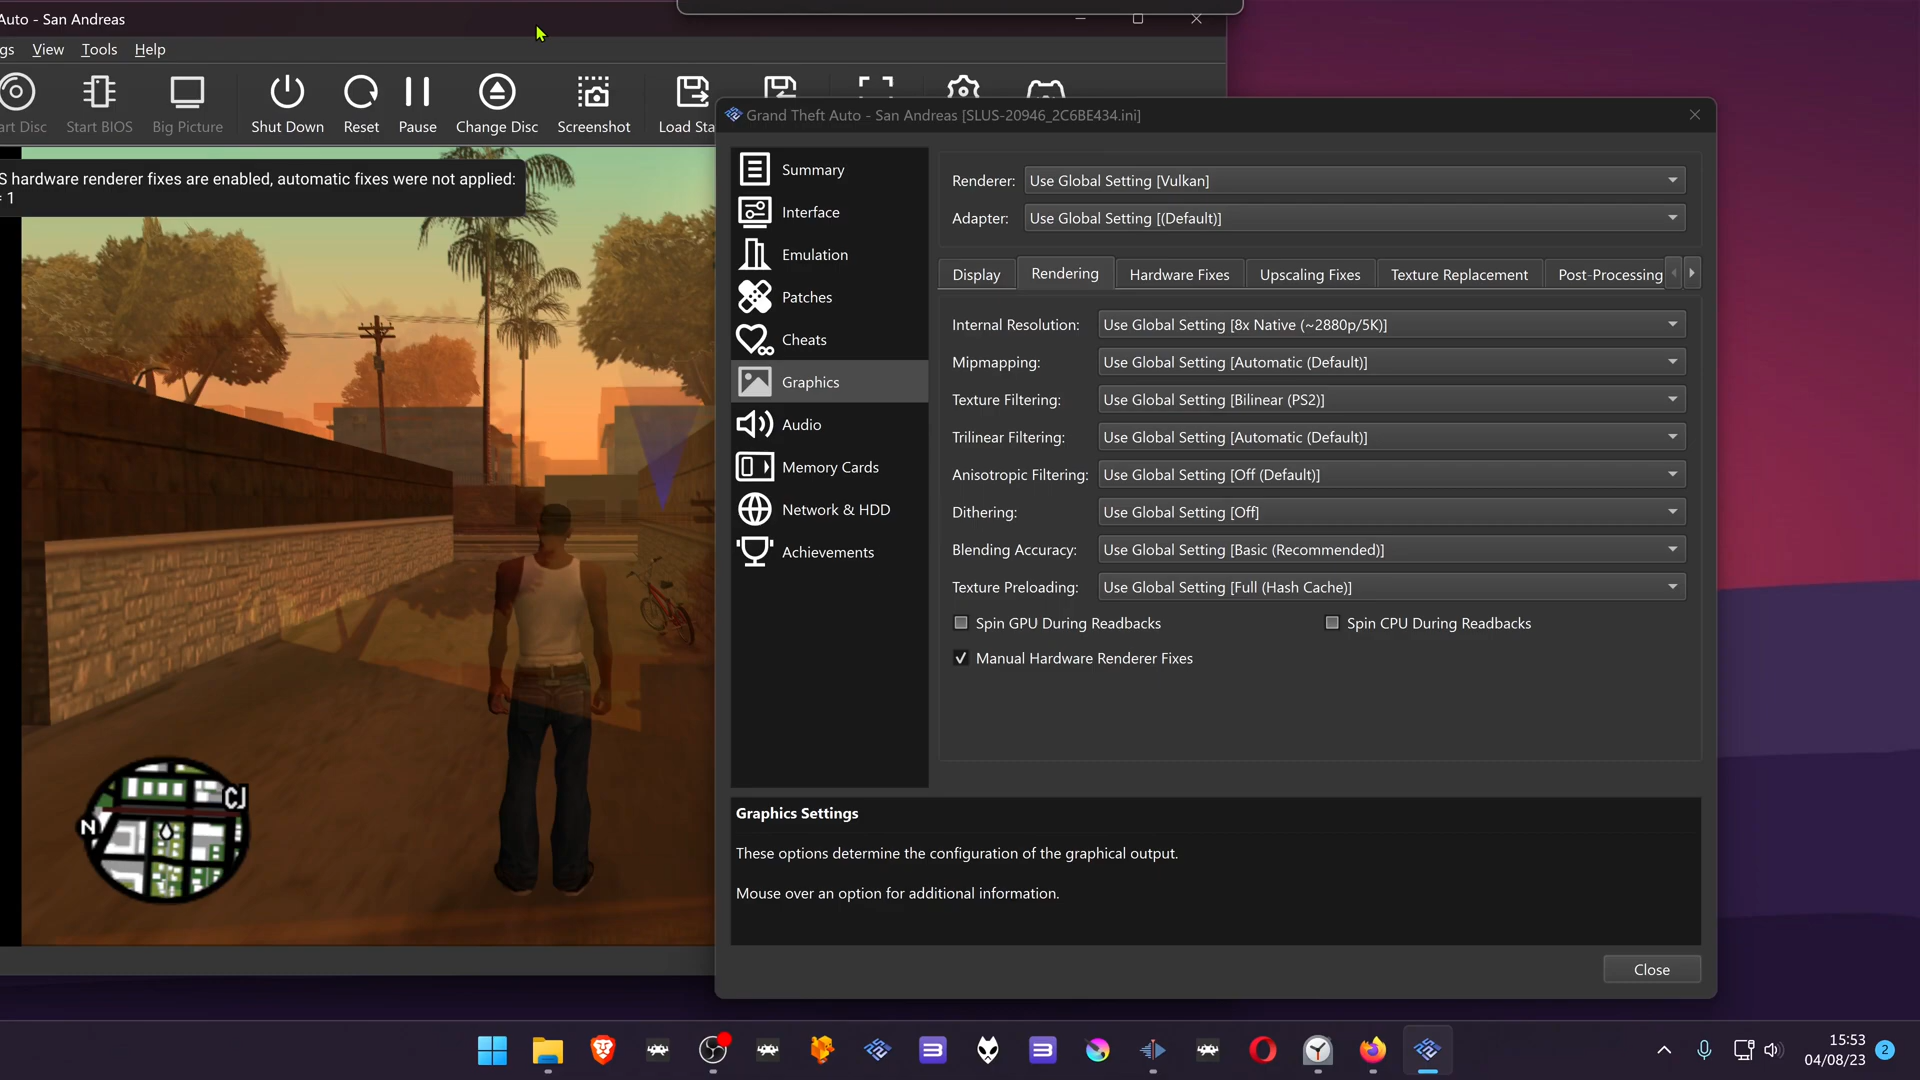 Auto - San Andreas
gs View Tools Help
art Disc Start BIOS Big Picture Shut Down Reset Pause Change Disc Screenshot Load Sta
S hardware renderer fixes are enabled, automatic fixes were not applied:
= 1
CJ
N
Grand Theft Auto - San Andreas [SLUS-20946_2C6BE434.ini]
Summary
Interface
Emulation
Patches
Cheats
Graphics
Audio
Memory Cards
Network & HDD
Achievements
Renderer: Use Global Setting [Vulkan]
Adapter: Use Global Setting [(Default)]
Display Rendering Hardware Fixes Upscaling Fixes Texture Replacement Post-Processing
Internal Resolution: Use Global Setting [8x Native (~2880p/5K)]
Mipmapping: Use Global Setting [Automatic (Default)]
Texture Filtering: Use Global Setting [Bilinear (PS2)]
Trilinear Filtering: Use Global Setting [Automatic (Default)]
Anisotropic Filtering: Use Global Setting [Off (Default)]
Dithering: Use Global Setting [Off]
Blending Accuracy: Use Global Setting [Basic (Recommended)]
Texture Preloading: Use Global Setting [Full (Hash Cache)]
Spin GPU During Readbacks Spin CPU During Readbacks
Manual Hardware Renderer Fixes
Graphics Settings
These options determine the configuration of the graphical output.
Mouse over an option for additional information.
Close
15:53
04/08/23
2